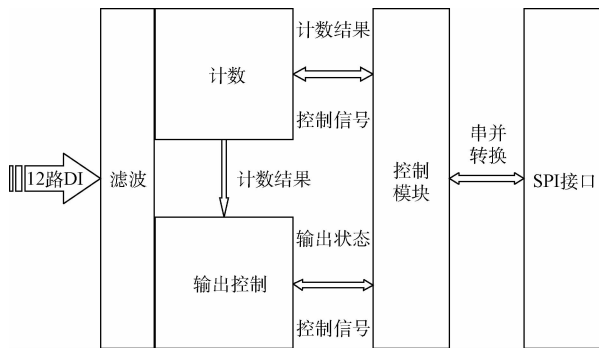 12路DI
滤波
计数
计数结果
输出控制
计数结果
控制信号
输出状态
控制信号
控制
模块
串并
转换
SPI接口